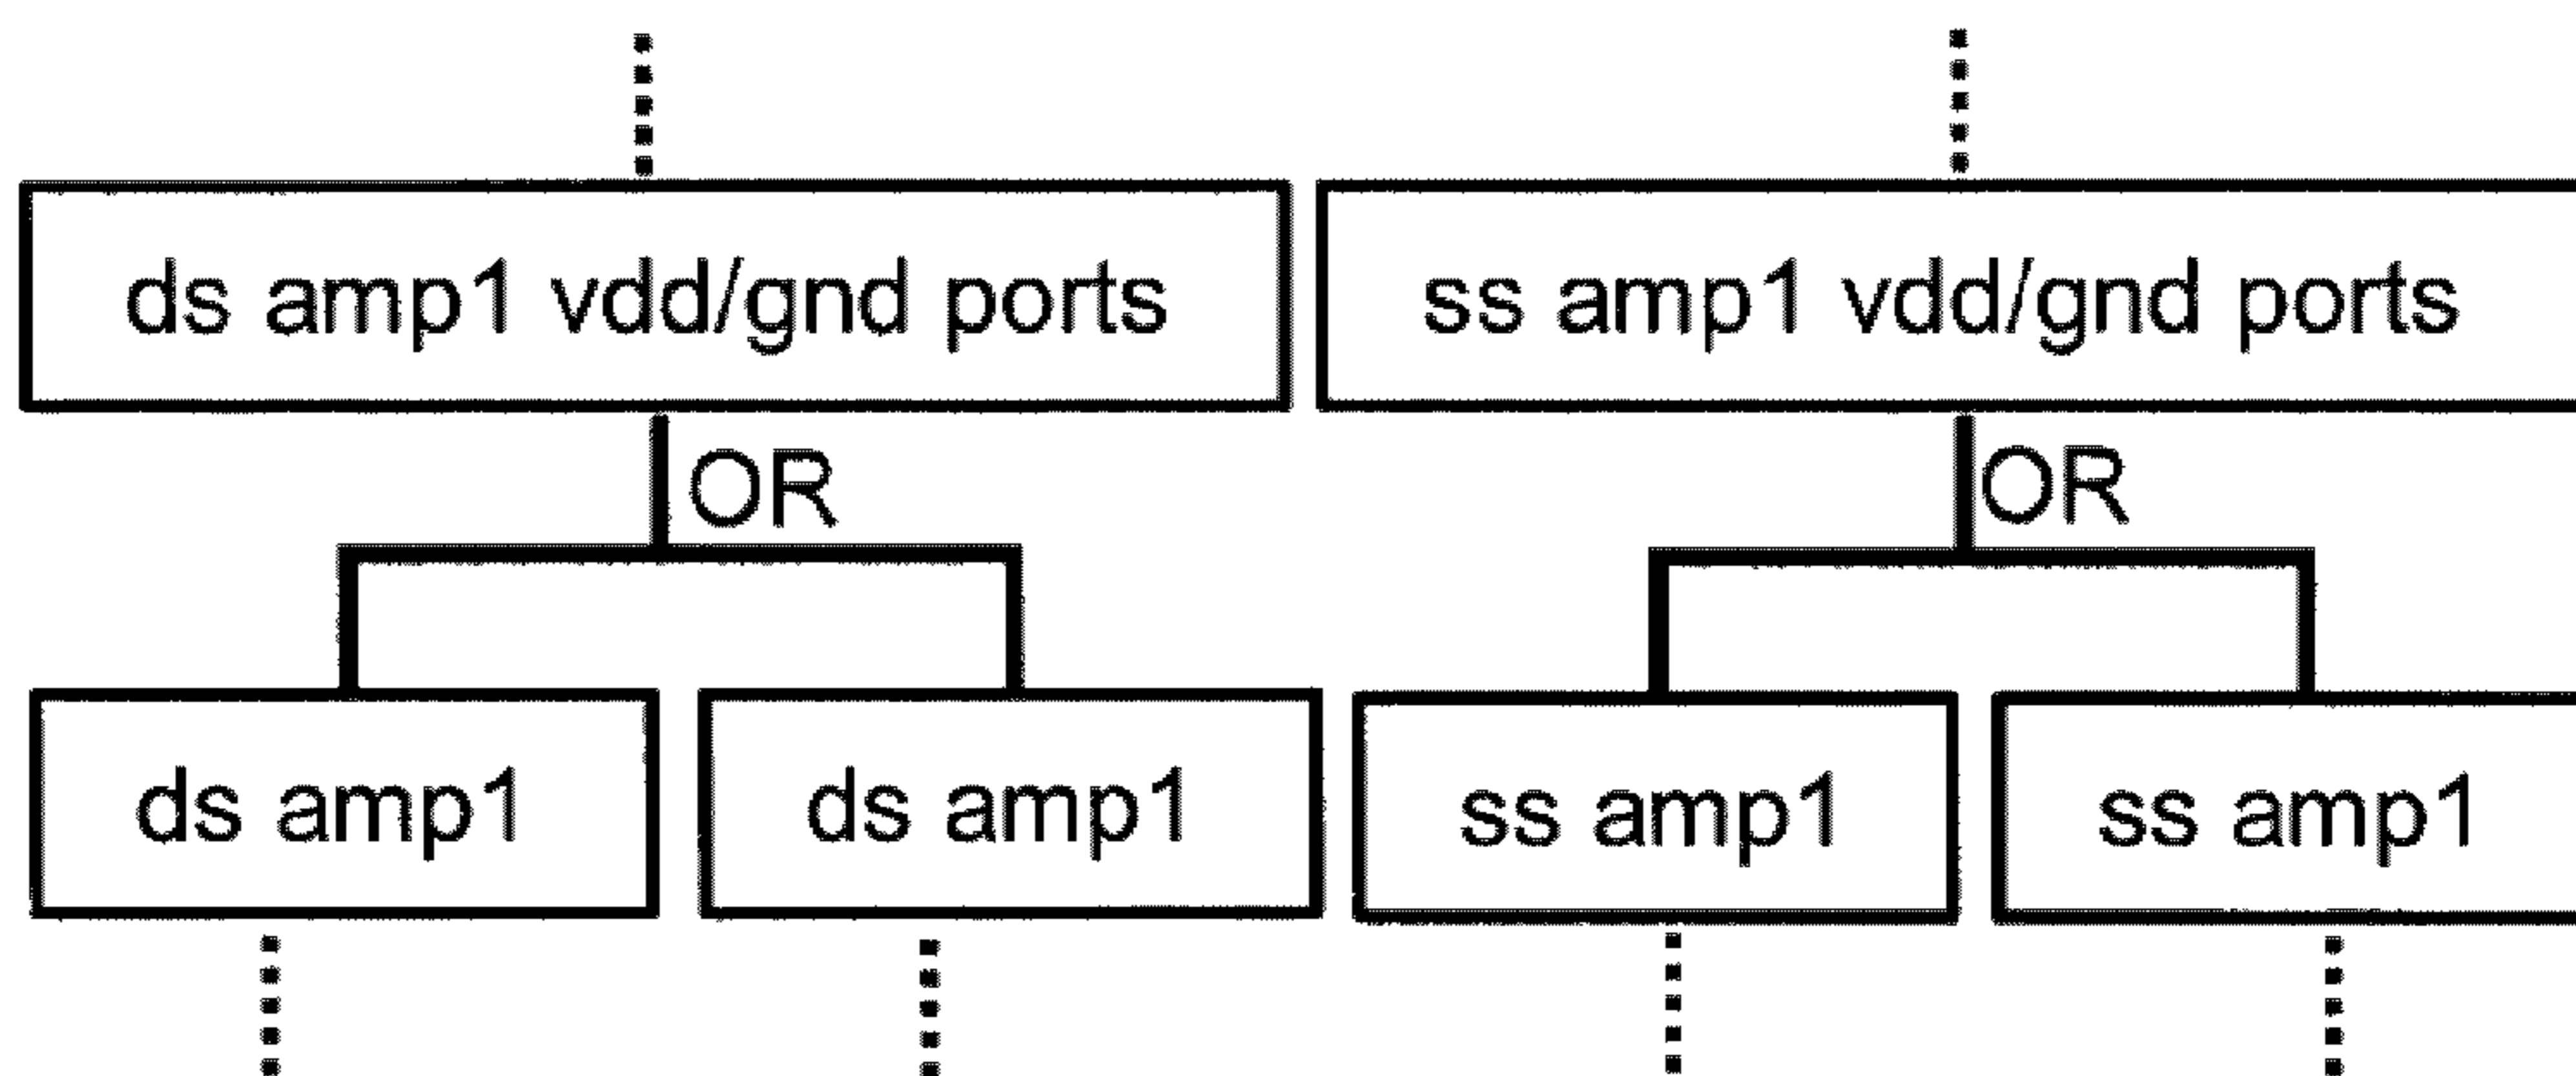 ds amp1 vdd/gnd ports
ss amp1 vdd/gnd ports
OR
OR
ds amp1
ds amp1
ss amp1
ss amp1